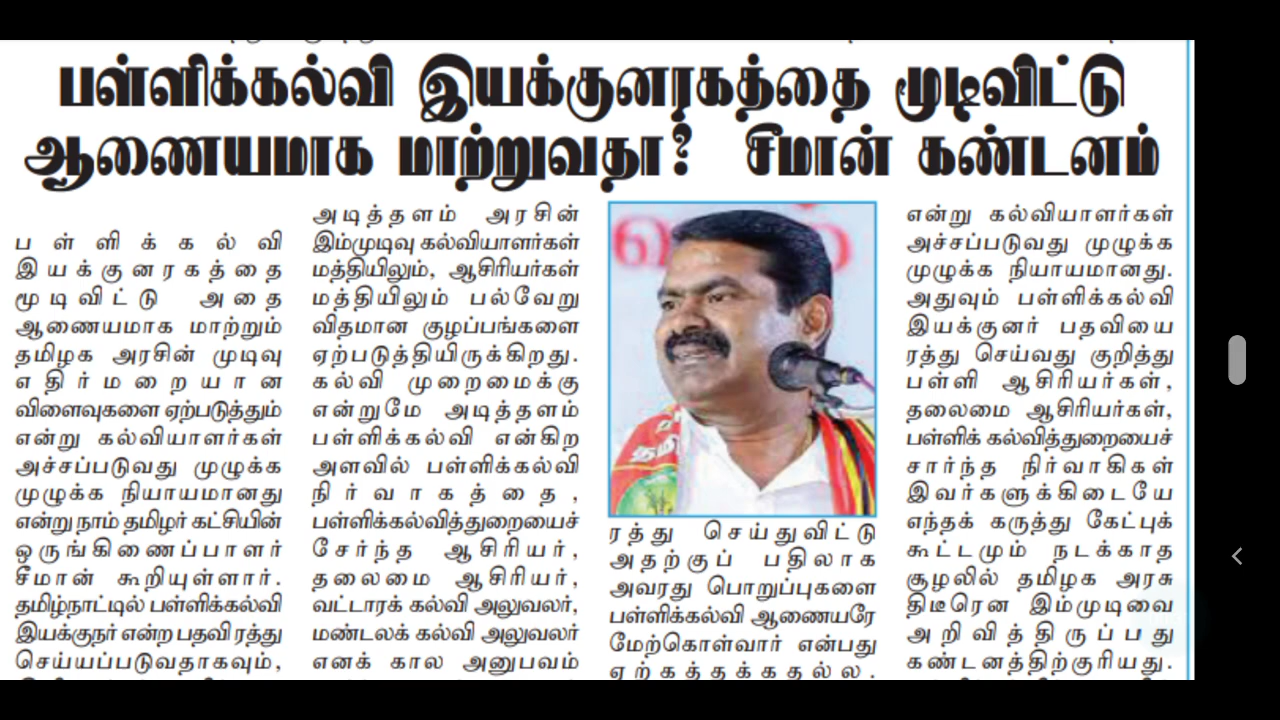 பள்ளிக்கல்வி இயக்குனரகத்தை மூடிவிட்டு
ஆணையமாக மாற்றுவதா? சீமான் கண்டனம்
பள்ளிக்கல்வி
இயக்குனரகத்தை
மூடிவிட்டு அதை
ஆணையமாக மாற்றும்
தமிழக அரசின் முடிவு
எதிர்மறையான
விளைவுகளை ஏற்படுத்தும்
என்று கல்வியாளர்கள்
அச்சப்படுவது முழுக்க
முழுக்க நியாயமானது
என்று நாம் தமிழர் கட்சியின்
ஒருங்கிணைப்பாளர்
சீமான் கூறியுள்ளார்.
தமிழ்நாட்டில் பள்ளிக்கல்வி
இயக்குநர் என்ற பதவி ரத்து
செய்யப்படுவதாகவும்,
அடித்தளம் அரசின்
இம்முடிவு கல்வியாளர்கள்
மத்தியிலும், ஆசிரியர்கள்
மத்தியிலும் பல்வேறு
விதமான குழப்பங்களை
ஏற்படுத்தியிருக்கிறது.
கல்வி முறைமைக்கு
என்றுமே அடித்தளம்
பள்ளிக்கல்வி என்கிற
அளவில் பள்ளிக்கல்வி
நிர்வாகத்தை,
பள்ளிக்கல்வித்துறையைச்
சேர்ந்த ஆசிரியர்,
தலைமை ஆசிரியர்,
வட்டாரக் கல்வி அலுவலர்,
மண்டலக் கல்வி அலுவலர்
எனக் கால அனுபவம்
ரத்து செய்துவிட்டு
அதற்குப் பதிலாக
அவரது பொறுப்புகளை
பள்ளிக்கல்வி ஆணையரே
மேற்கொள்வார் என்பது
ஏற்கத்தக்கதல்ல.
என்று கல்வியாளர்கள்
அச்சப்படுவது முழுக்க
முழுக்க நியாயமானது.
அதுவும் பள்ளிக்கல்வி
இயக்குனர் பதவியை
ரத்து செய்வது குறித்து
பள்ளி ஆசிரியர்கள்,
தலைமை ஆசிரியர்கள்,
பள்ளிக் கல்வித்துறையைச்
சார்ந்த நிர்வாகிகள்
இவர்களுக்கிடையே
எந்தக் கருத்து கேட்புக்
கூட்டமும் நடக்காத
சூழலில் தமிழக அரசு
திடீரென இம்முடிவை
அறிவித்திருப்பது
கண்டனத்திற்குரியது.